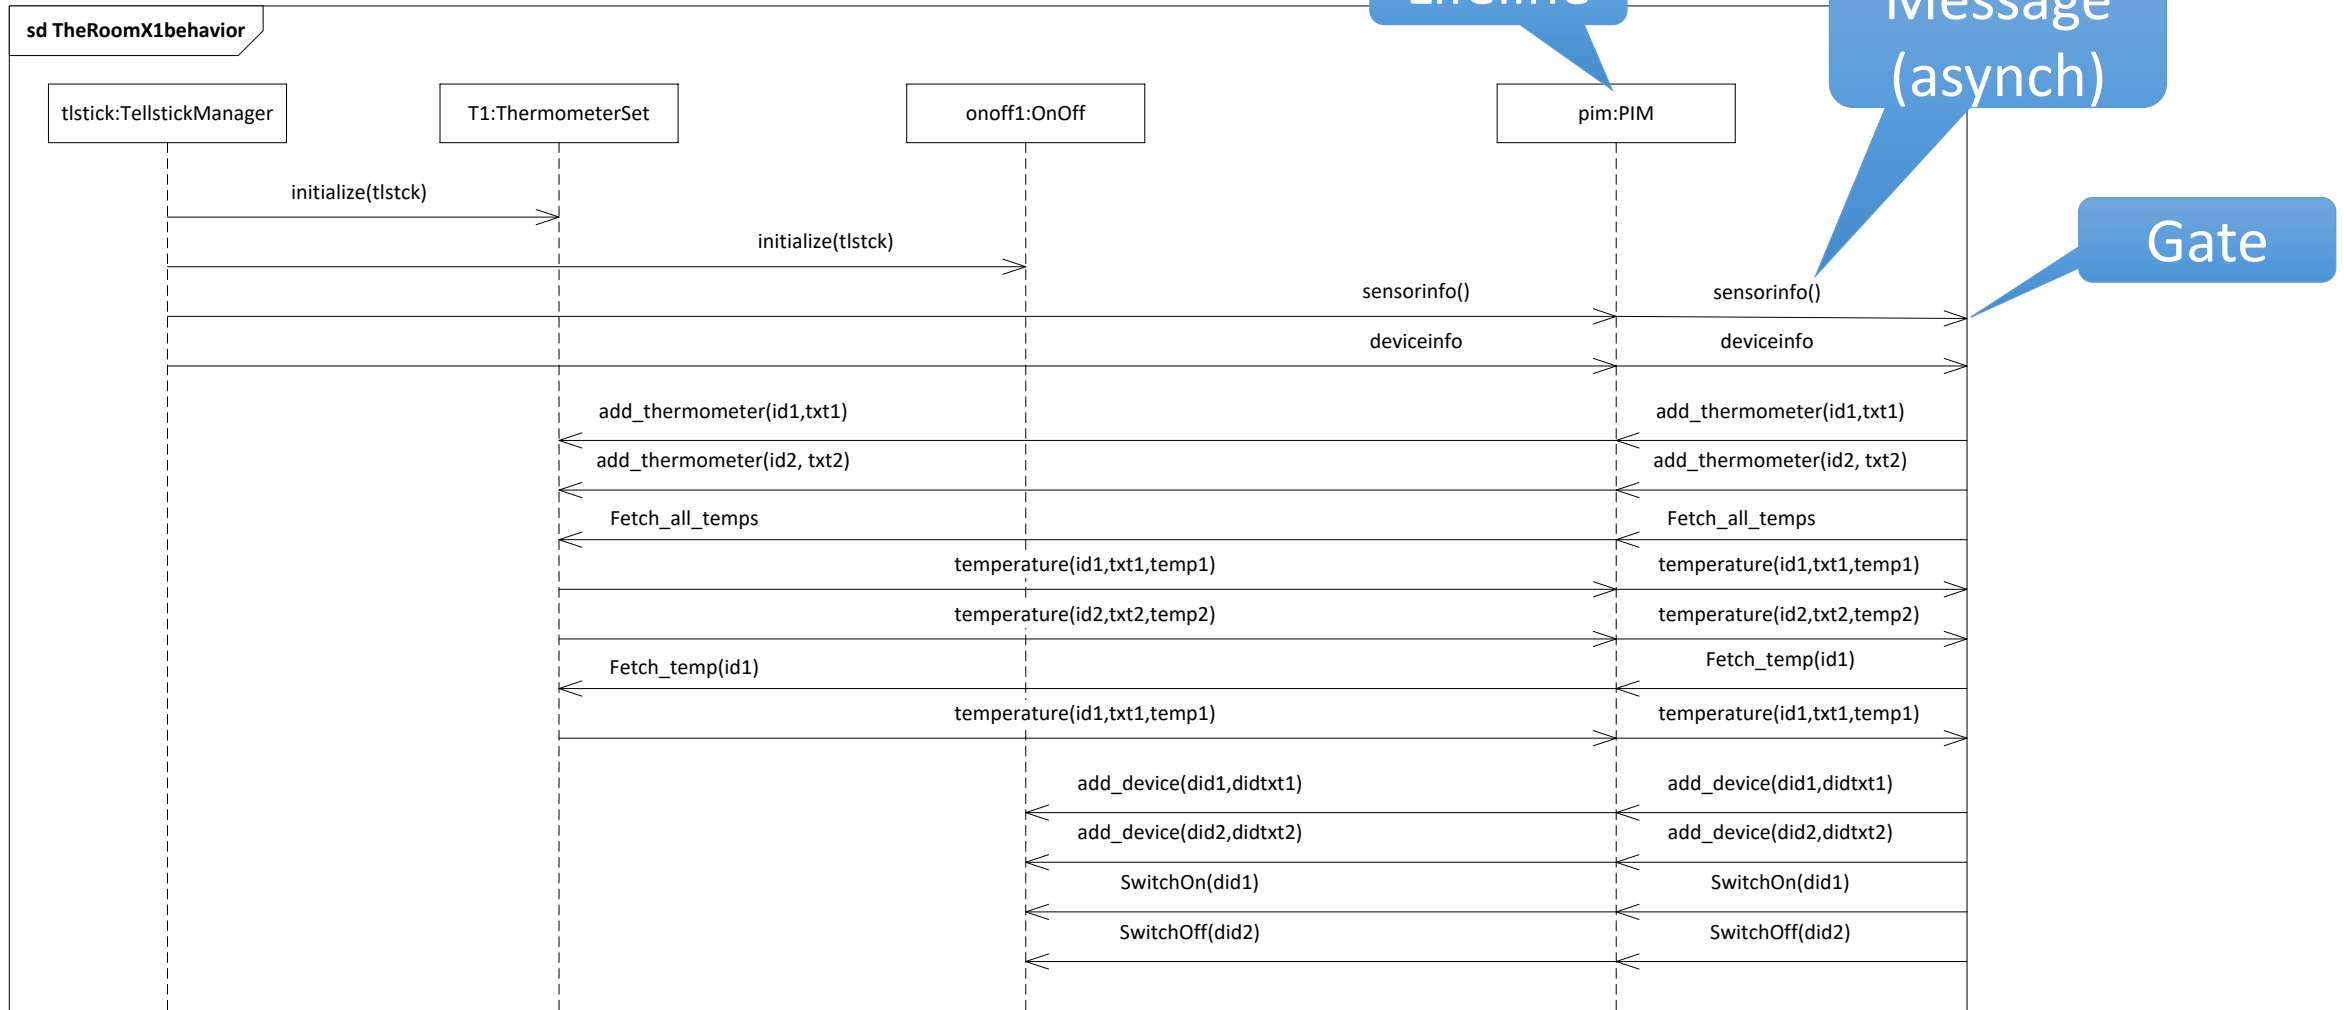 Lifeline
Message
(asynch)
sd TheRoomX1behavior
tlstick:TellstickManager
T1:ThermometerSet
onoff1:OnOff
pim:PIM
initialize(tlstck)
Gate
initialize(tlstck)
sensorinfo()
sensorinfo()
deviceinfo
deviceinfo
add_thermometer(id1,txt1)
add_thermometer(id1,txt1)
add_thermometer(id2, txt2)
add_thermometer(id2, txt2)
Fetch_all_temps
Fetch_all_temps
temperature(id1,txt1,temp1)
temperature(id1,txt1,temp1)
temperature(id2,txt2,temp2)
temperature(id2,txt2,temp2)
Fetch_temp(id1)
Fetch_temp(id1)
temperature(id1,txt1,temp1)
temperature(id1,txt1,temp1)
add_device(did1,didtxt1)
add_device(did1,didtxt1)
add_device(did2,didtxt2)
add_device(did2,didtxt2)
SwitchOn(did1)
SwitchOn(did1)
SwitchOff(did2)
SwitchOff(did2)